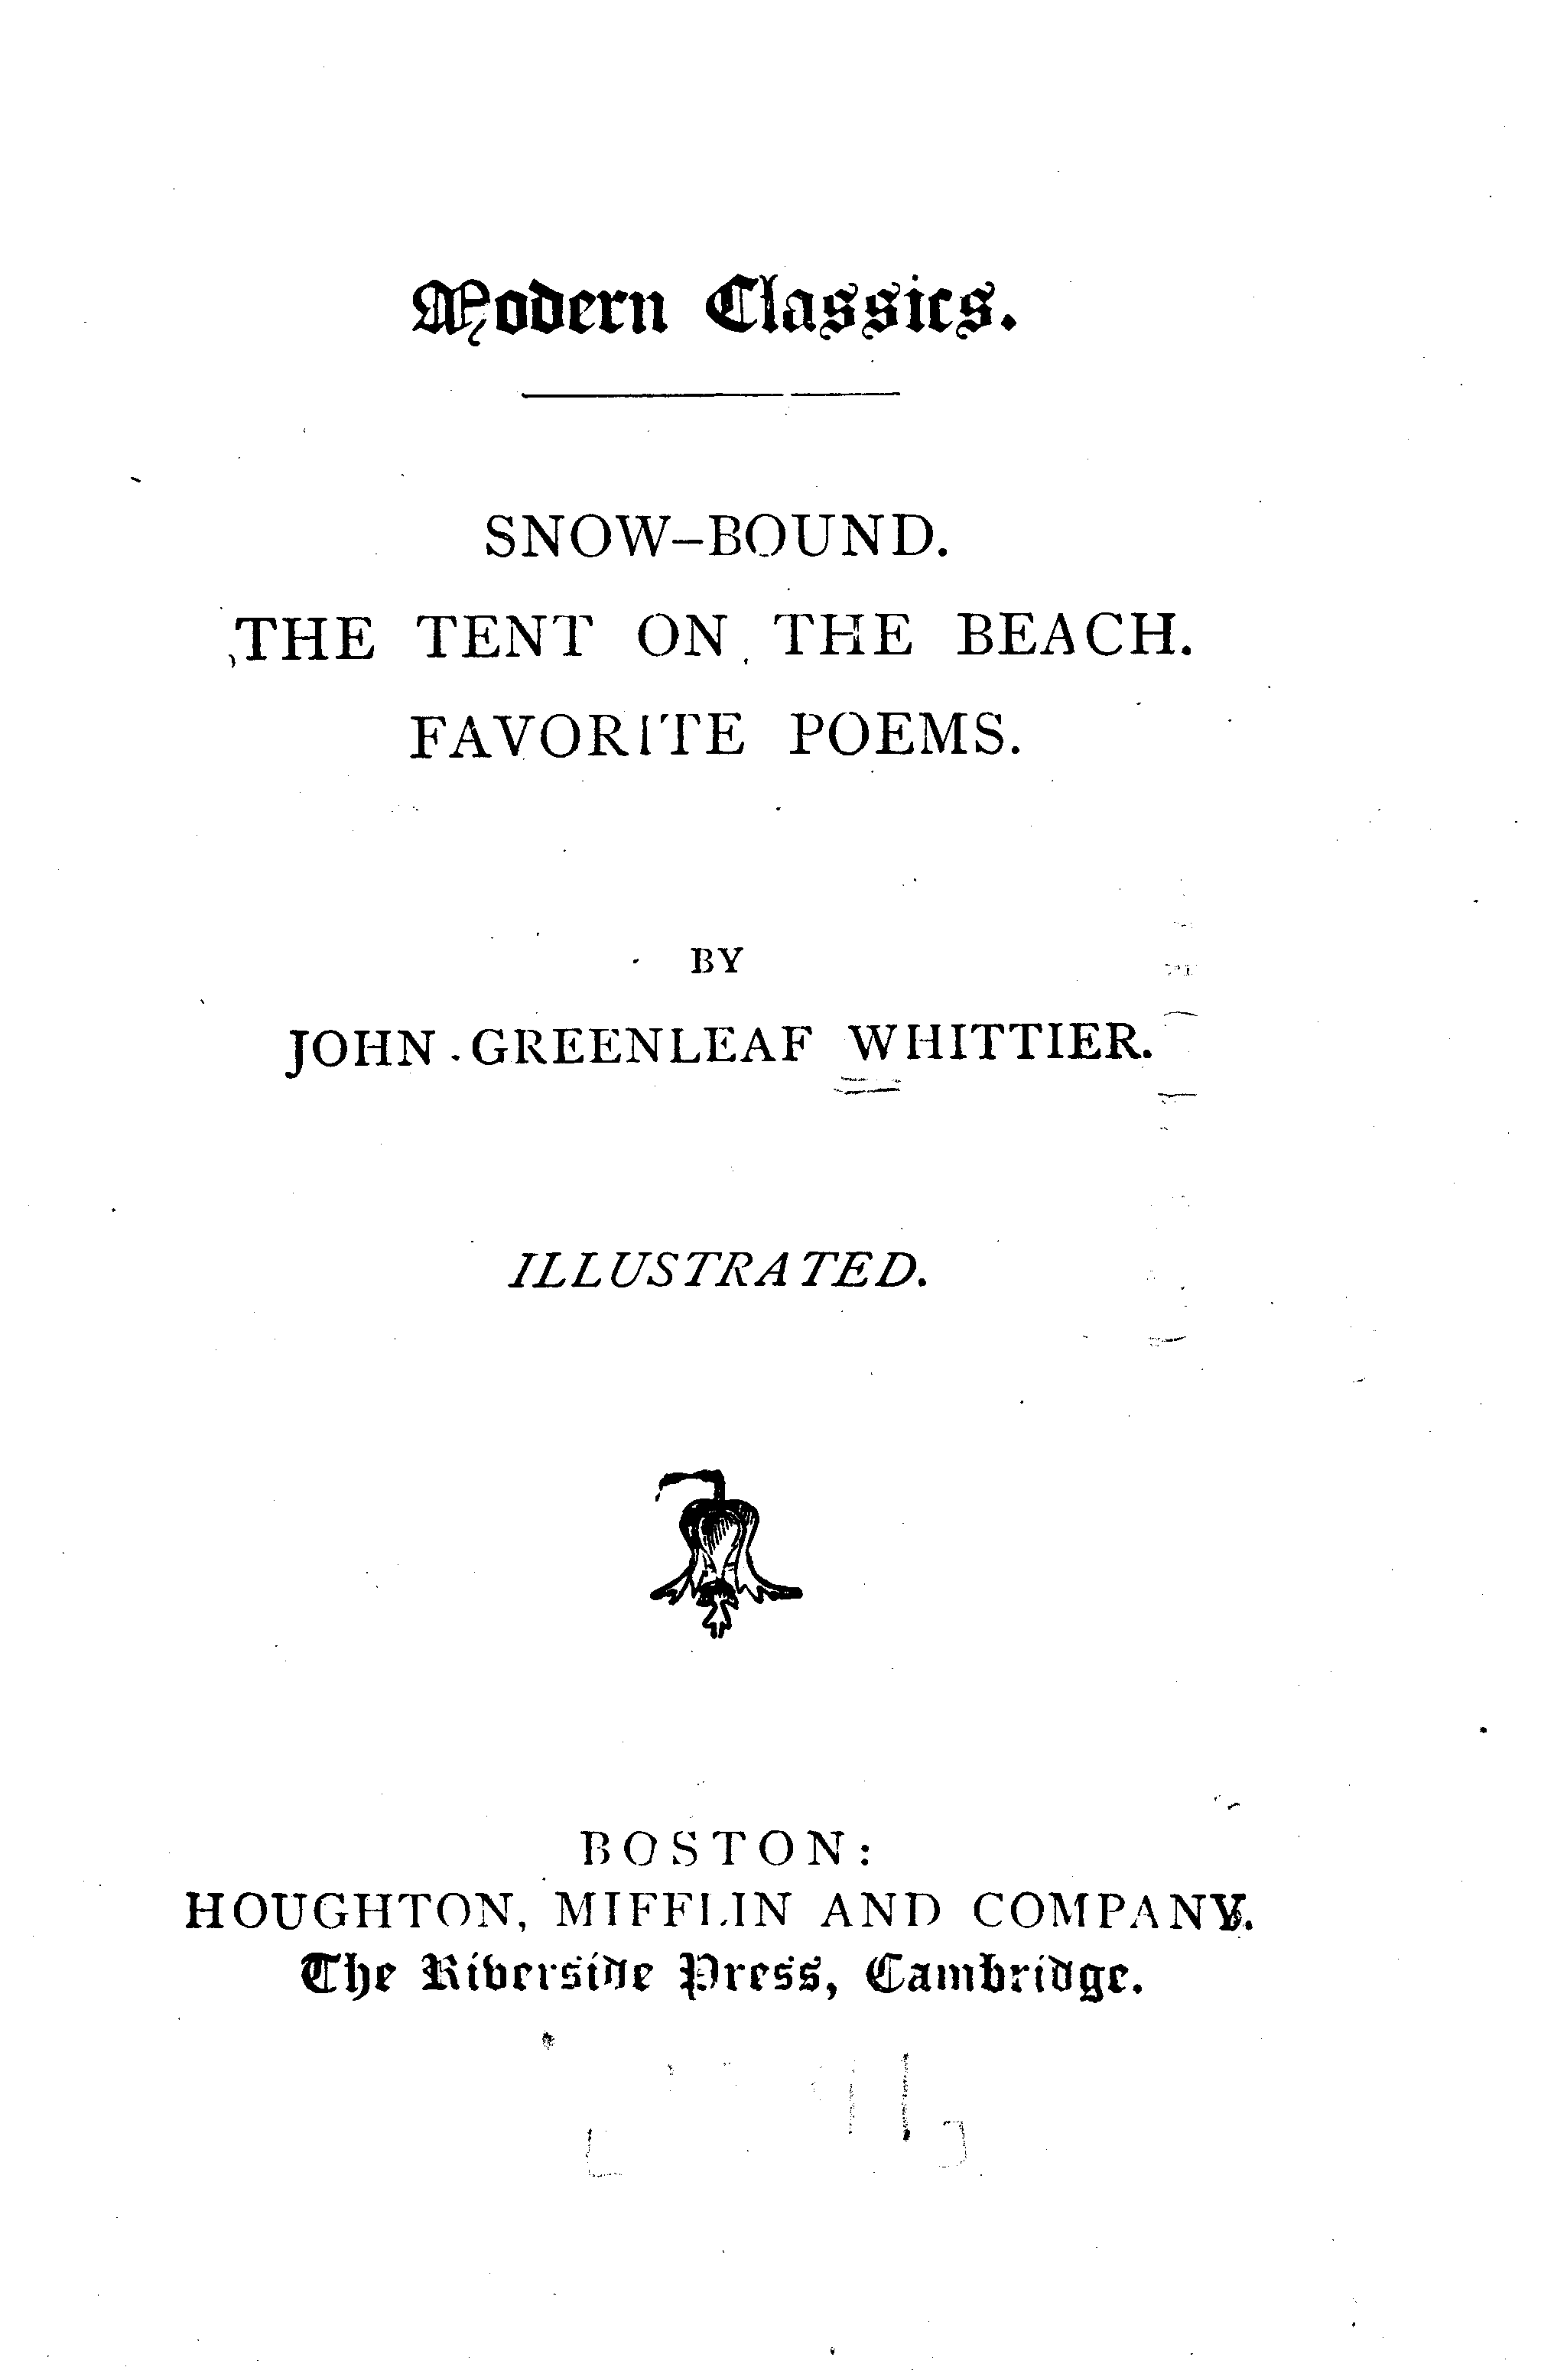 Modern Classics.
SNOW-BOUND.
THE TENT ON THE BEACH.
FAVORITE POEMS.
BY
JOHN GREENLEAF WHITTIER.
ILLUSTRATED.
BOSTON:
HOUGHTON, MIFFLIN AND COMPANY.
The Riverside Press, Cambridge.